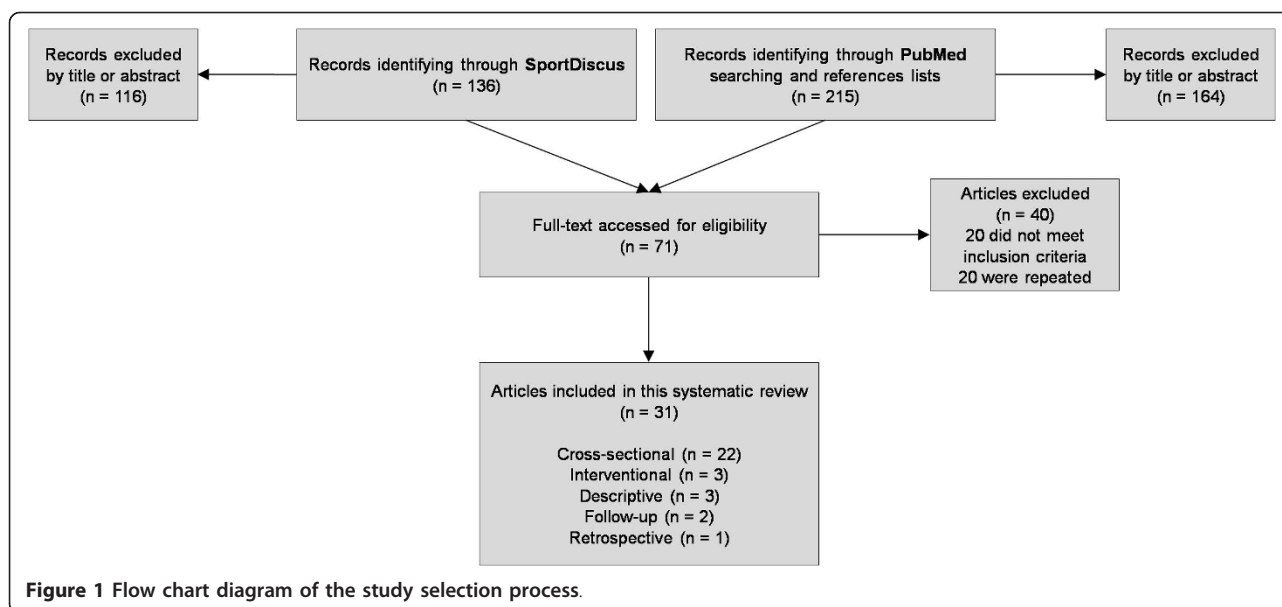 Records excluded
by title or abstract
(n = 116)
Records identifying through SportDiscus
(n = 136)
Records identifying through PubMed
searching and references lists
(n = 215)
Records excluded
by title or abstract
(n = 164)
Full-text accessed for eligibility
(n = 71)
Articles excluded
(n = 40)
20 did not meet
inclusion criteria
20 were repeated
Articles included in this systematic review
(n = 31)
Cross-sectional (n = 22)
Interventional (n = 3)
Descriptive (n = 3)
Follow-up (n = 2)
Retrospective (n = 1)
Figure 1 Flow chart diagram of the study selection process.